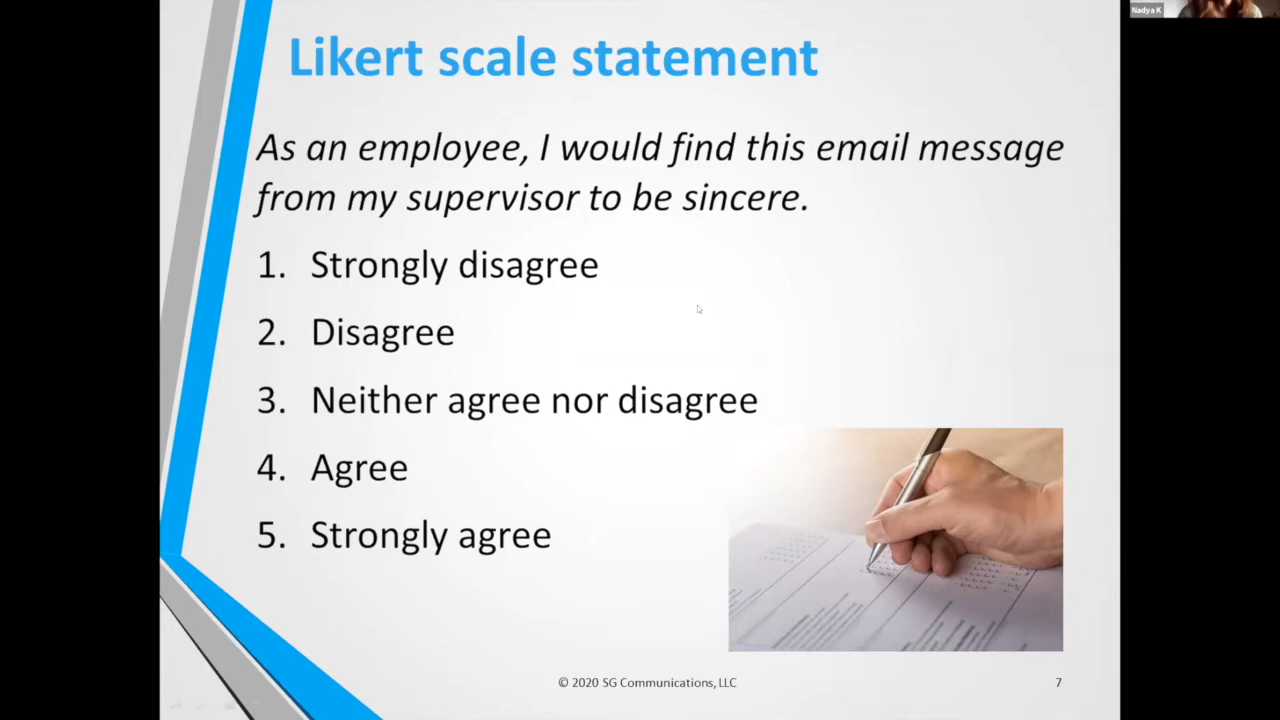 Nadya K
Likert scale statement
As an employee, I would find this email message
from my supervisor to be sincere.
1. Strongly disagree
2. Disagree
3. Neither agree nor disagree
4. Agree
5. Strongly agree
© 2020 SG Communications, LLC
7